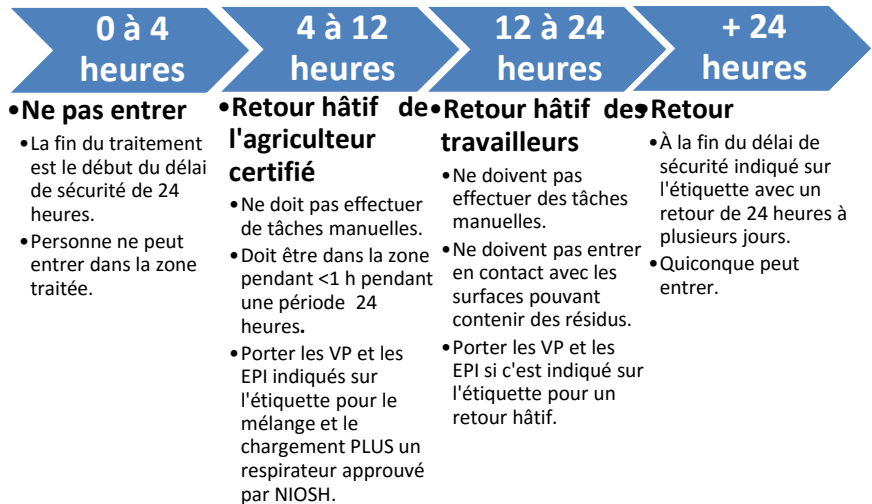 0 à 4
heures
•Ne pas entrer
•La fin du traitement
est le début du délai
de sécurité de 24
heures.
•Personne ne peut
entrer dans la zone
traitée.
4 à 12
heures
•Retour hâtif de
l'agriculteur
certifié
•Ne doit pas effectuer
de tâches manuelles.
•Doit être dans la zone
pendant <1 h pendant
une période 24
heures.
•Porter les VP et les
EPI indiqués sur
l'étiquette pour le
mélange et le
chargement PLUS un
respirateur approuvé
par NIOSH.
12 à 24
heures
•Retour hâtif des
travailleurs
•Ne doivent pas
effectuer des tâches
manuelles.
•Ne doivent pas entrer
en contact avec les
surfaces pouvant
contenir des résidus.
•Porter les VP et les
EPI si c'est indiqué sur
l'étiquette pour un
retour hâtif.
+ 24
heures
•Retour
•À la fin du délai de
sécurité indiqué sur
l'étiquette avec un
retour de 24 heures à
plusieurs jours.
•Quiconque peut
entrer.